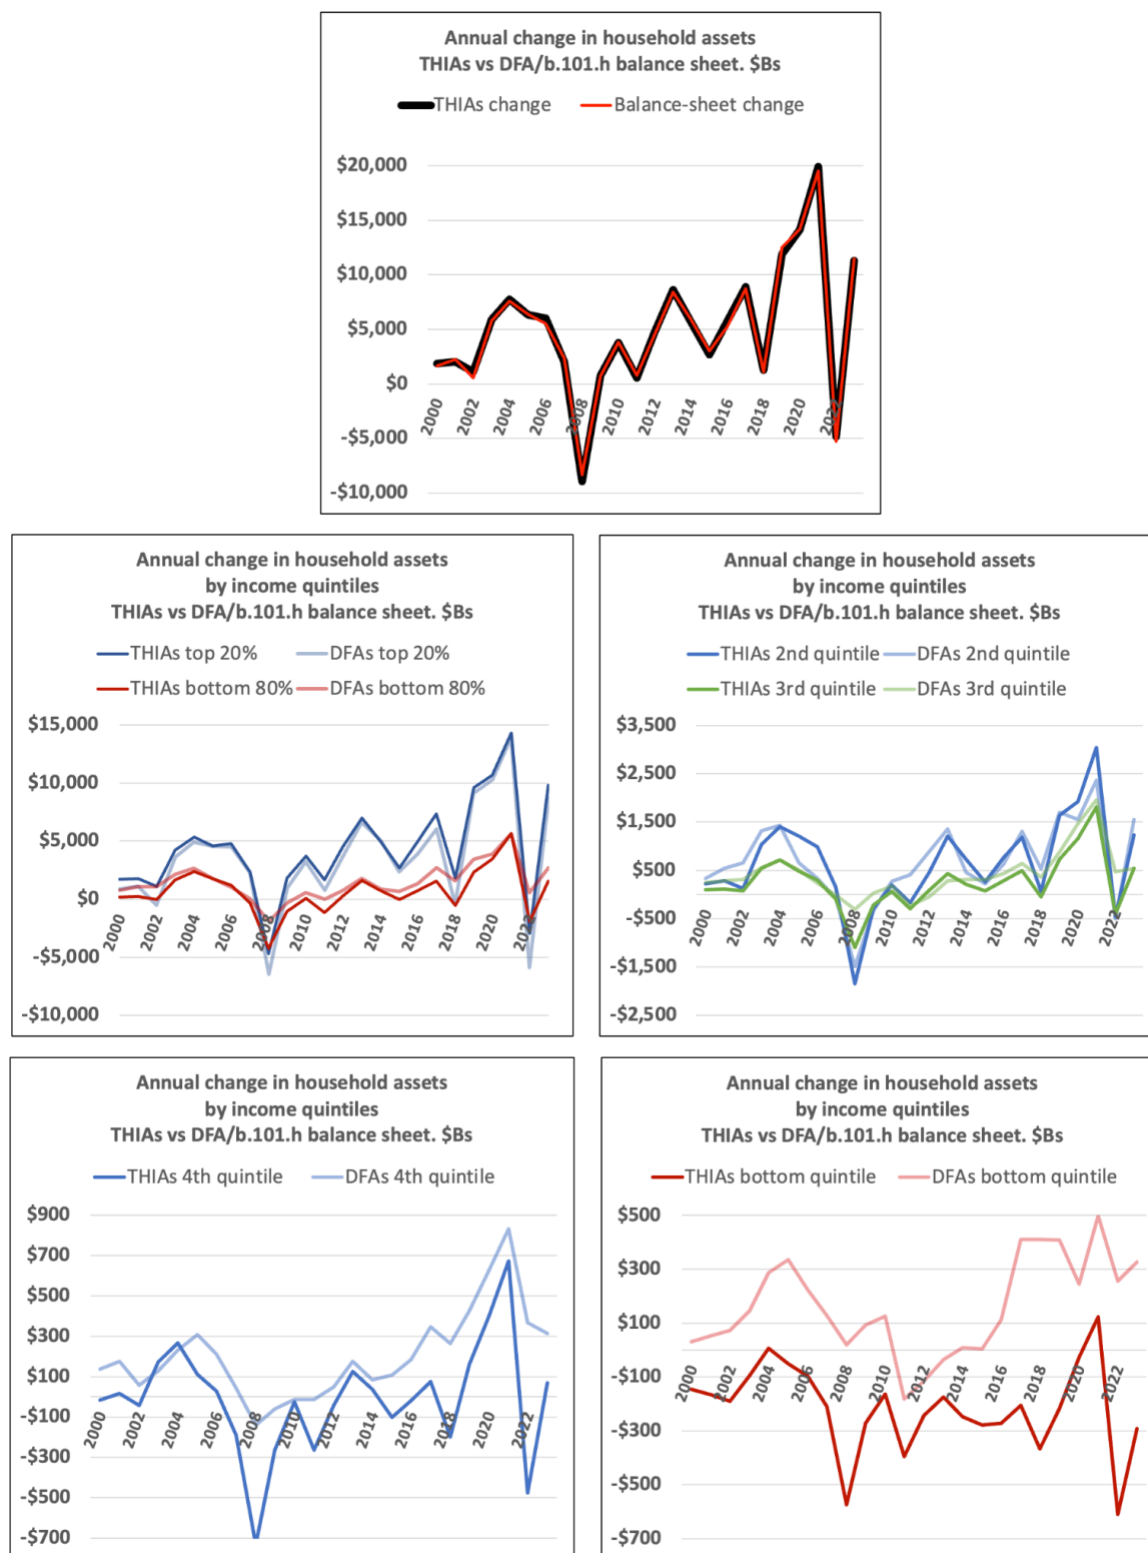 Annual change in household assets
THIAs vs DFA/b.101.h balance sheet. $Bs
THIAs change Balance-sheet change
$20,000
$15,000
$10,000
$5,000
$0
-$5,000
-$10,000
2000 2002 2004 2006 2008 2010 2012 2014 2016 2018 2020
Annual change in household assets
by income quintiles
THIAs vs DFA/b.101.h balance sheet. $Bs
THIAs top 20% DFAs top 20%
THIAs bottom 80% DFAs bottom 80%
$15,000
$10,000
$5,000
$0
-$5,000
-$10,000
2000 2002 2004 2006 2008 2010 2012 2014 2016 2018 2020
Annual change in household assets
by income quintiles
THIAs vs DFA/b.101.h balance sheet. $Bs
THIAs 2nd quintile DFAs 2nd quintile
THIAs 3rd quintile DFAs 3rd quintile
$3,500
$2,500
$1,500
$500
-$500
-$1,500
-$2,500
2000 2002 2004 2006 2008 2010 2012 2014 2016 2018 2020 2022
Annual change in household assets
by income quintiles
THIAs vs DFA/b.101.h balance sheet. $Bs
THIAs 4th quintile DFAs 4th quintile
$900
$700
$500
$300
$100
-$100
-$300
-$500
-$700
2000 2002 2004 2006 2008 2010 2012 2014 2016 2018 2020 2022
Annual change in household assets
by income quintiles
THIAs vs DFA/b.101.h balance sheet. $Bs
THIAs bottom quintile DFAs bottom quintile
$500
$300
$100
-$100
-$300
-$500
-$700
2000 2002 2004 2006 2008 2010 2012 2014 2016 2018 2020 2022